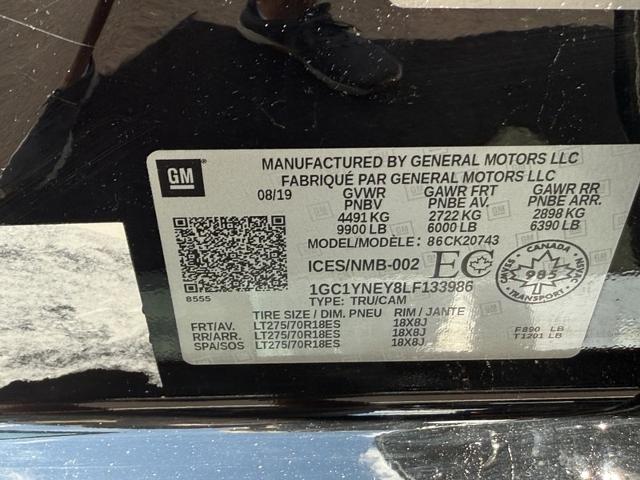 GM
MANUFACTURED BY GENERAL MOTORS LLC
FABRIQUÉ PAR GENERAL MOTORS LLC
08/19
GVWR GAWR FRT GAWR RR
PNBV PNBE AV. PNBE ARR.
4491 KG 2722 KG 2898 KG
9900 LB 6000 LB 6390 LB
MODEL/MODÈLE: 86CK20743
ICES/NMB-002 EC
CANADA
985
CMVSS
NSVAC
1GC1YNEY8LF133986
TYPE: TRU/CAM
8555
TIRE SIZE / DIM. PNEU RIM / JANTE
FRT/AV. LT275/70R18ES 18X8J
RR/ARR. LT275/70R18ES 18X8J
SPA/SOS LT275/70R18ES 18X8J
F890 LB
T1201 LB